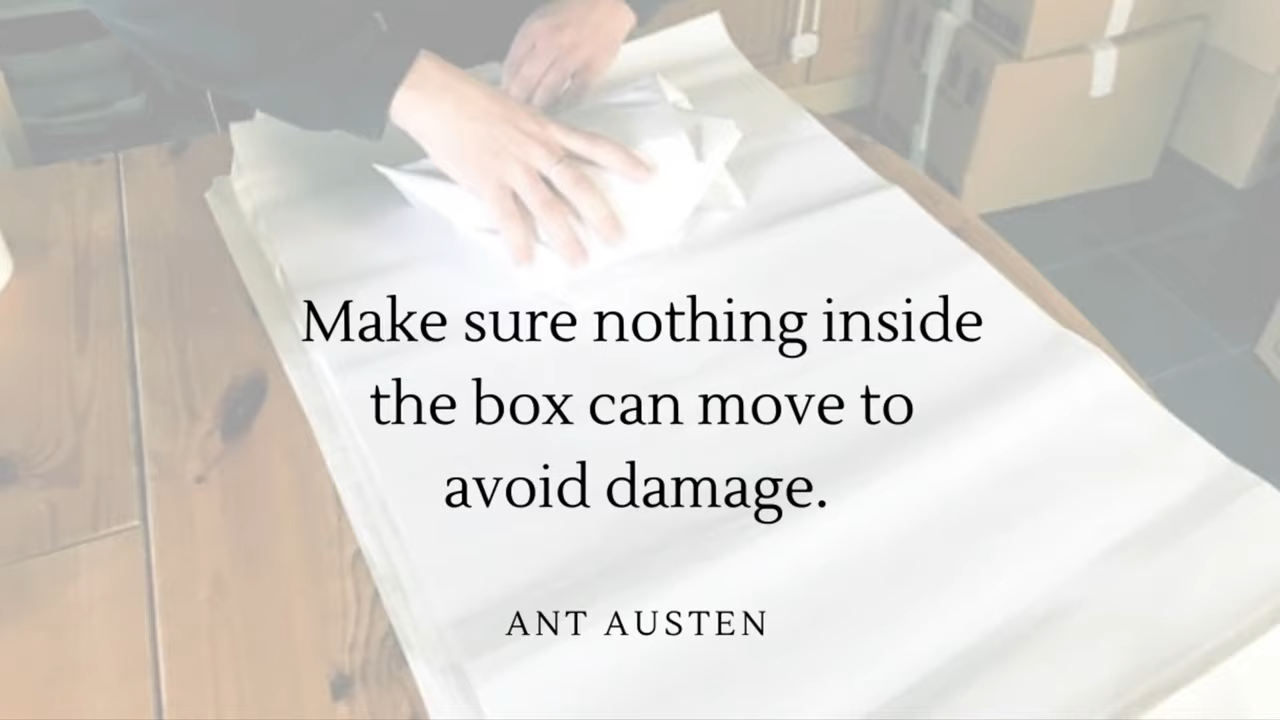 Make sure nothing inside
the box can move to
avoid damage.
ANT AUSTEN